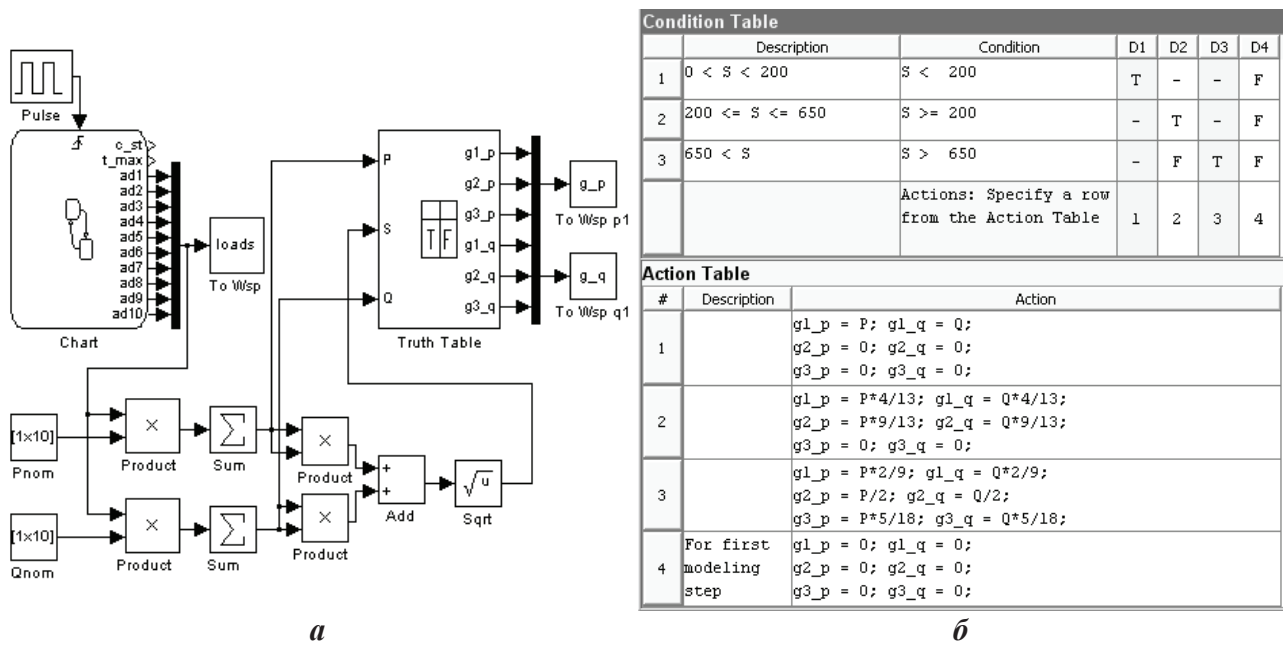 Pulse
c_st
t_max
ad1
ad2
ad3
ad4
ad5
ad6
ad7
ad8
ad9
ad10
Chart
loads
To Wsp
P
S
Q
T F
g1_p
g2_p
g3_p
g1_q
g2_q
g3_q
Truth Table
g_p
To Wsp p1
g_q
To Wsp q1
[1x10]
Pnom
×
Product
∑
Sum
×
Product
[1x10]
Qnom
×
Product
∑
Sum
×
Product
+
+
Add
√u
Sqrt
а
Condition Table
Description Condition D1 D2 D3 D4
1 0 < S < 200 S < 200 T - - F
2 200 <= S <= 650 S >= 200 - T - F
3 650 < S S > 650 - F T F
Actions: Specify a row
from the Action Table 1 2 3 4
Action Table
# Description Action
g1_p = P; g1_q = Q;
1 g2_p = 0; g2_q = 0;
g3_p = 0; g3_q = 0;
g1_p = P*4/13; g1_q = Q*4/13;
2 g2_p = P*9/13; g2_q = Q*9/13;
g3_p = 0; g3_q = 0;
g1_p = P*2/9; g1_q = Q*2/9;
3 g2_p = P/2; g2_q = Q/2;
g3_p = P*5/18; g3_q = Q*5/18;
For first g1_p = 0; g1_q = 0;
4 modeling g2_p = 0; g2_q = 0;
step g3_p = 0; g3_q = 0;
б